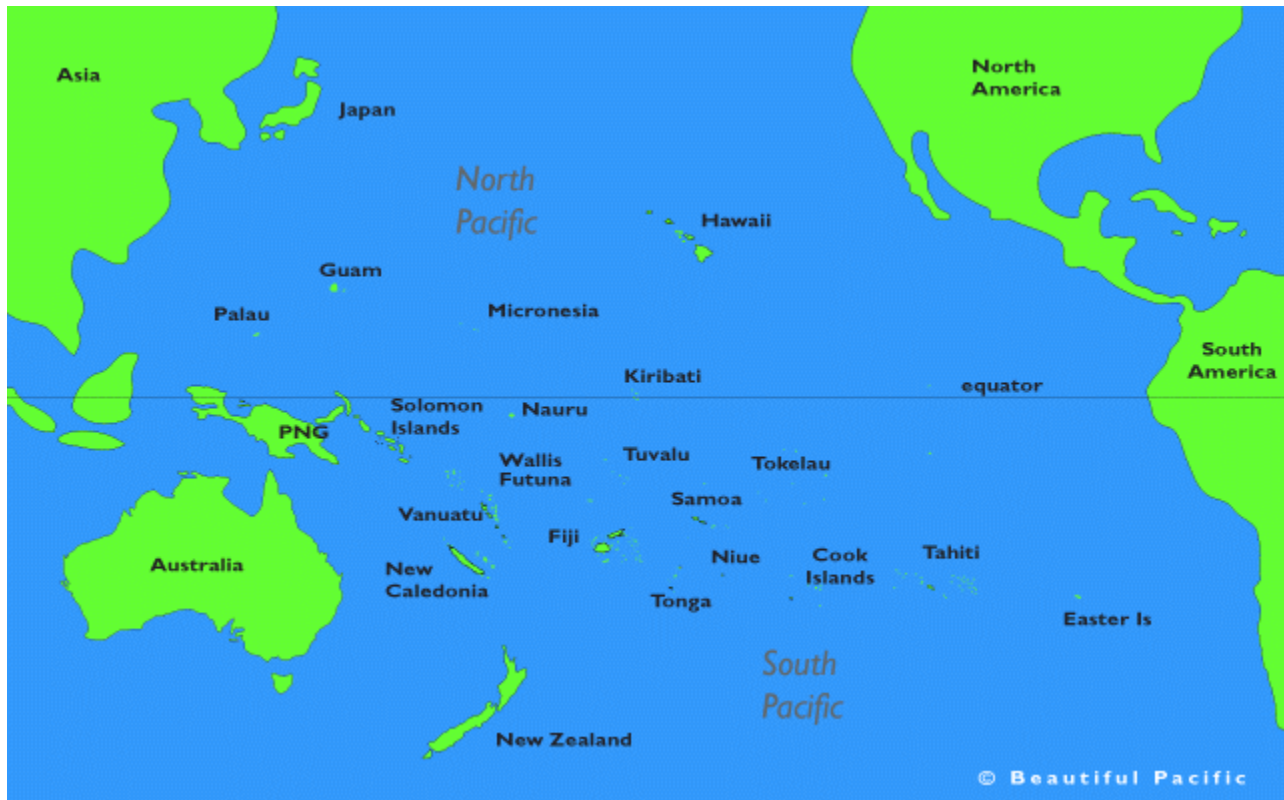 Asia
North
America
Japan
North
Pacific
Hawaii
Guam
Micronesia
Palau
South
America
Kiribati
equator
Solomon
Islands
Nauru
PNG
Tuvalu
Tokelau
Wallis
Futuna
Samoa
Vanuatu
Fiji
Australia
New
Caledonia
Niue
Cook
Islands
Tahiti
Tonga
Easter Is
South
Pacific
New Zealand
© Beautiful Pacific